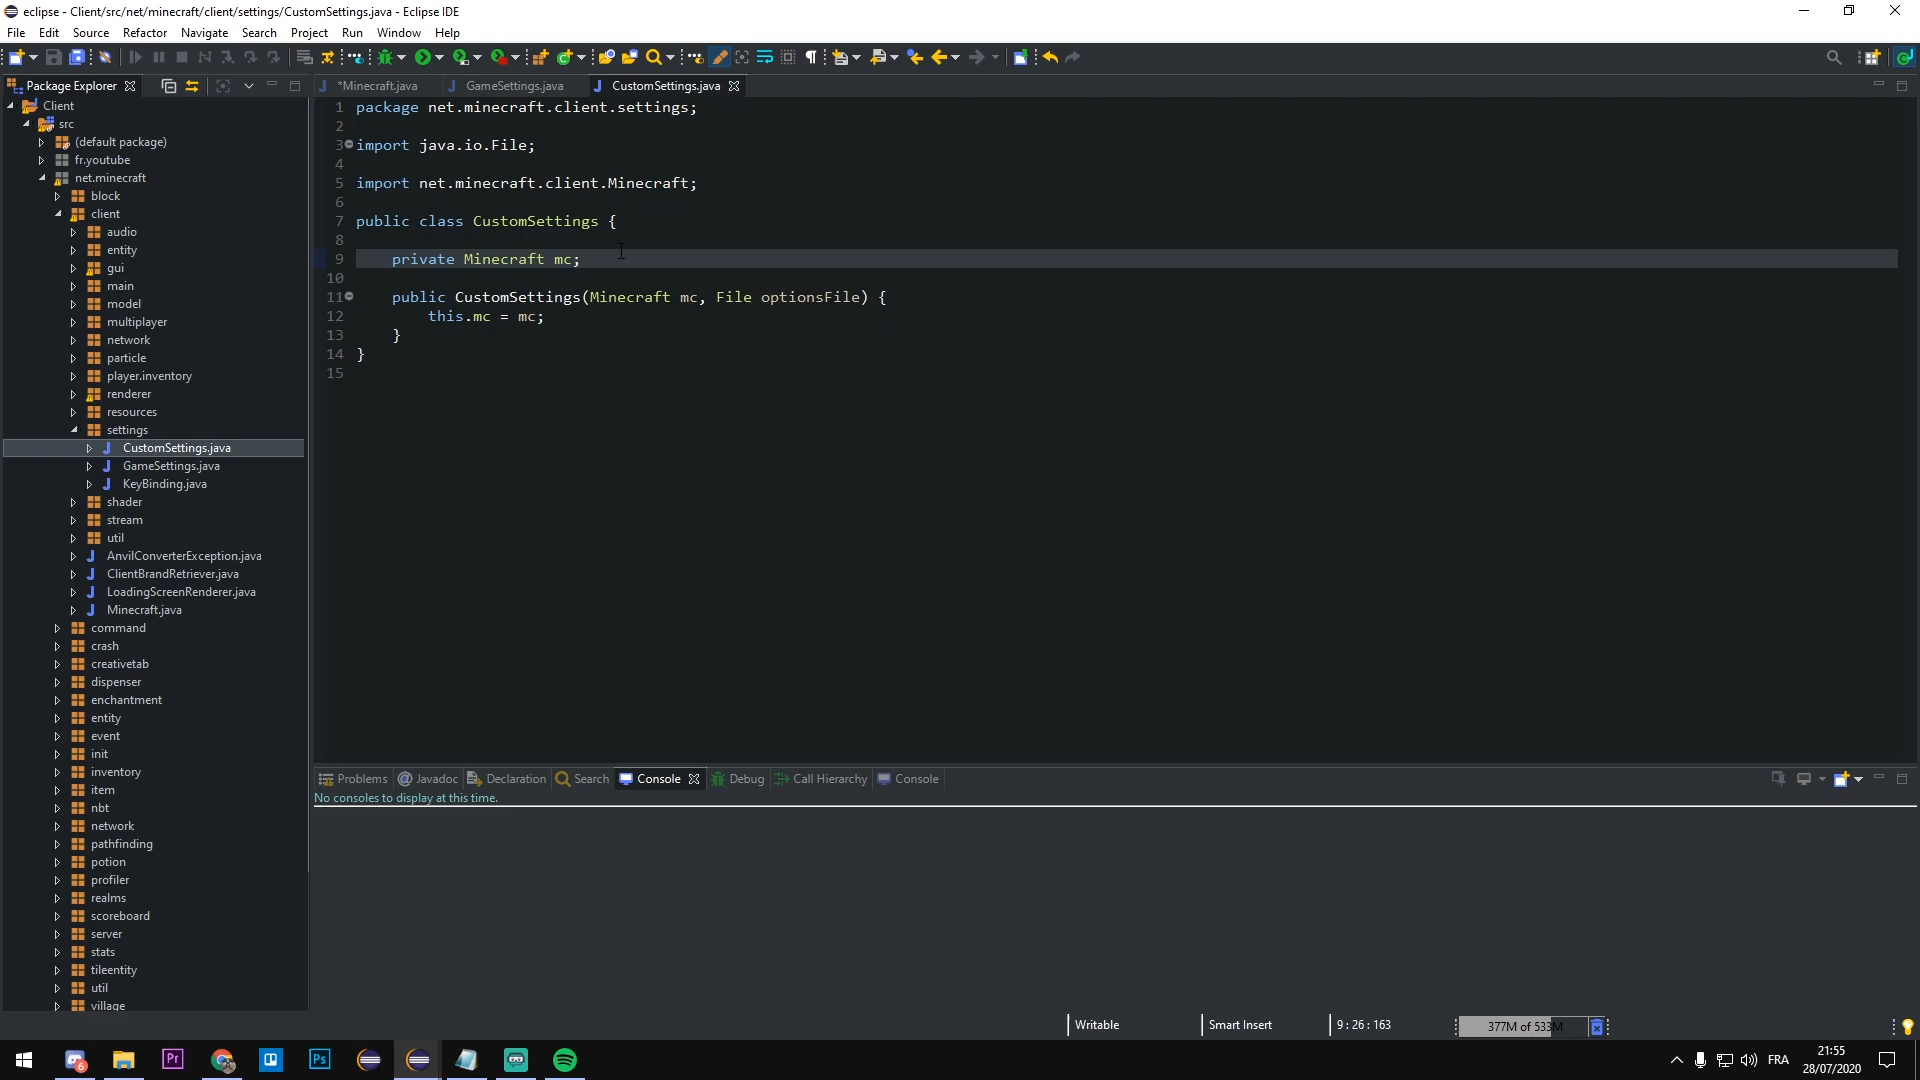 eclipse - Client/src/net/minecraft/client/settings/CustomSettings.java - Eclipse IDE
File Edit Source Refactor Navigate Search Project Run Window Help
Package Explorer
*Minecraft.java GameSettings.java CustomSettings.java
Client
src
(default package)
fr.youtube
net.minecraft
block
client
audio
entity
gui
main
model
multiplayer
network
particle
player.inventory
renderer
resources
settings
CustomSettings.java
GameSettings.java
KeyBinding.java
shader
stream
util
AnvilConverterException.java
ClientBrandRetriever.java
LoadingScreenRenderer.java
Minecraft.java
command
crash
creativetab
dispenser
enchantment
entity
event
init
inventory
item
nbt
network
pathfinding
potion
profiler
realms
scoreboard
server
stats
tileentity
util
village
1 package net.minecraft.client.settings;
2
3 import java.io.File;
4
5 import net.minecraft.client.Minecraft;
6
7 public class CustomSettings {
8
9 private Minecraft mc;
10
11 public CustomSettings(Minecraft mc, File optionsFile) {
12 this.mc = mc;
13 }
14 }
15
Problems Javadoc Declaration Search Console Debug Call Hierarchy Console
No consoles to display at this time.
Writable Smart Insert 9 : 26 : 163 377M of 533M
Pr Ps
6
FRA
21:55
28/07/2020